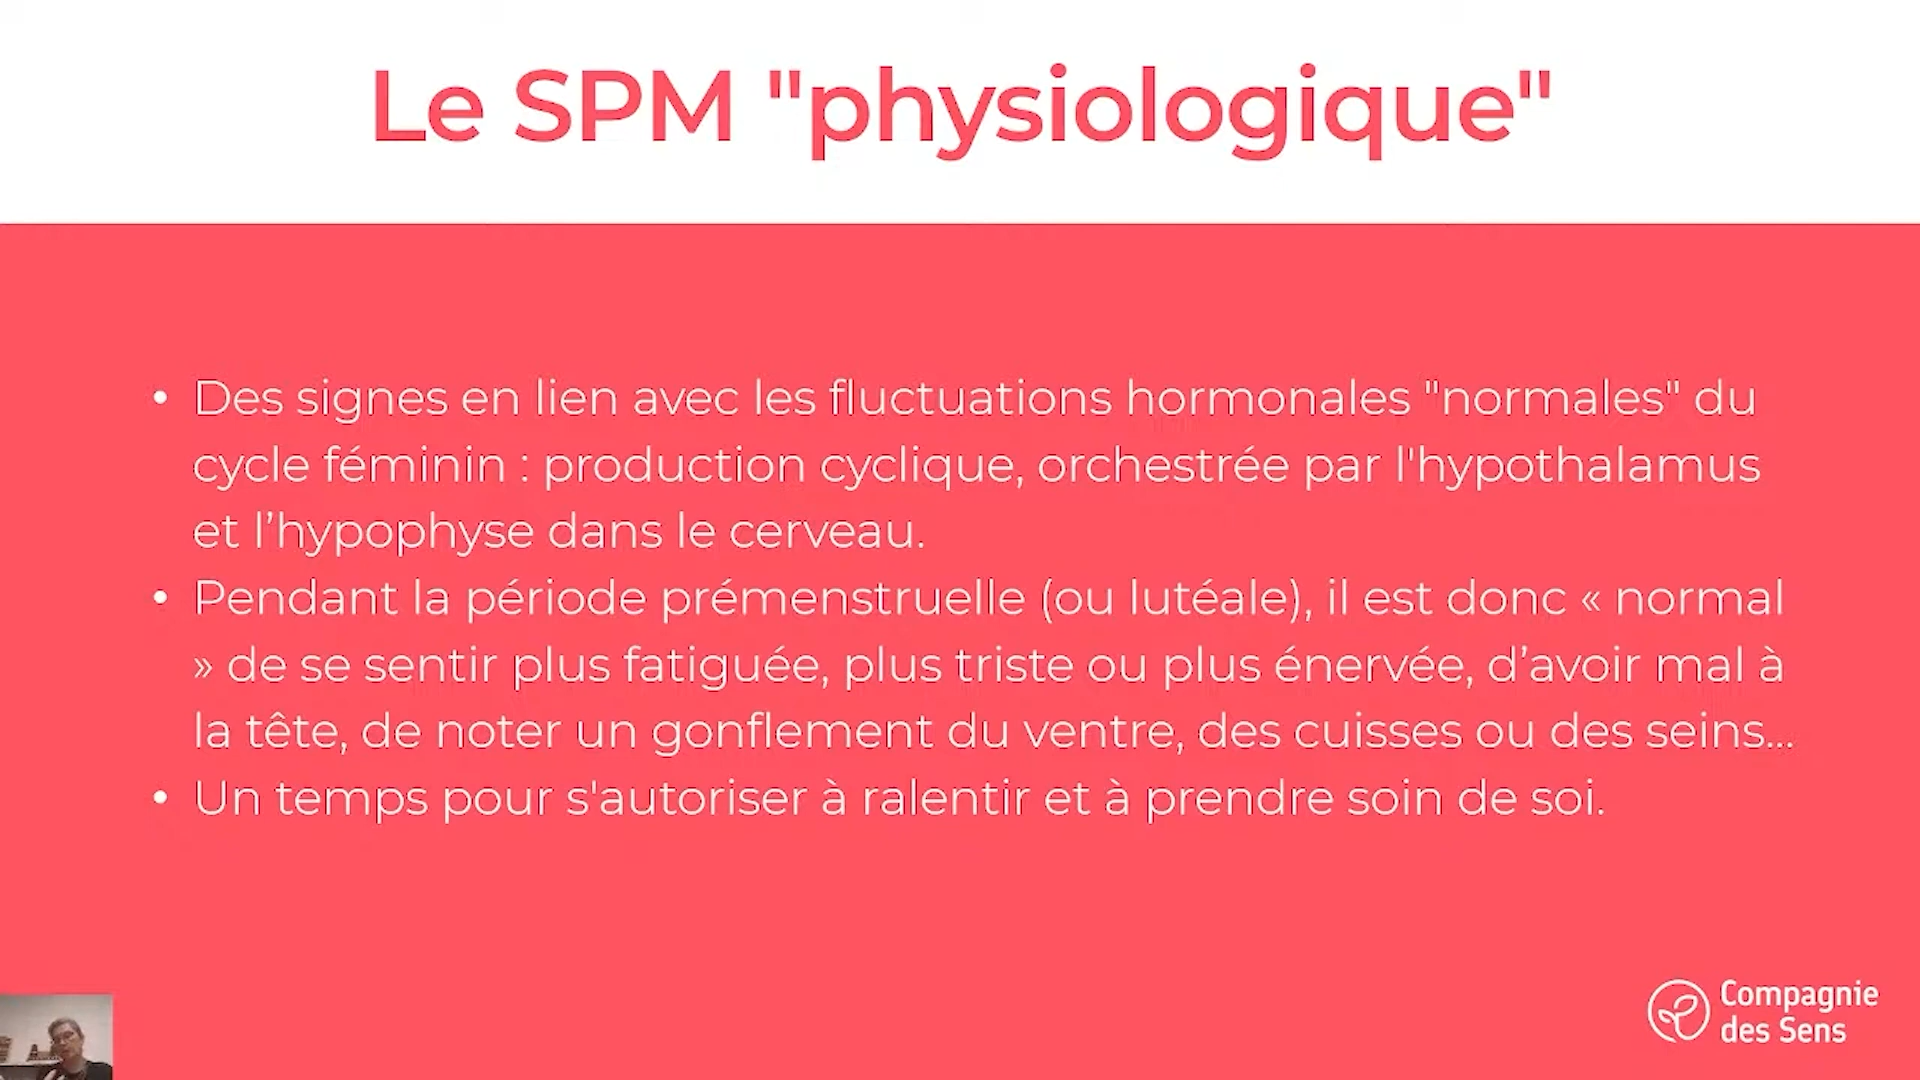 Le SPM "physiologique"
• Des signes en lien avec les fluctuations hormonales "normales" du
cycle féminin : production cyclique, orchestrée par l'hypothalamus
et l’hypophyse dans le cerveau.
• Pendant la période prémenstruelle (ou lutéale), il est donc « normal
» de se sentir plus fatiguée, plus triste ou plus énervée, d’avoir mal à
la tête, de noter un gonflement du ventre, des cuisses ou des seins...
• Un temps pour s'autoriser à ralentir et à prendre soin de soi.
Compagnie
des Sens